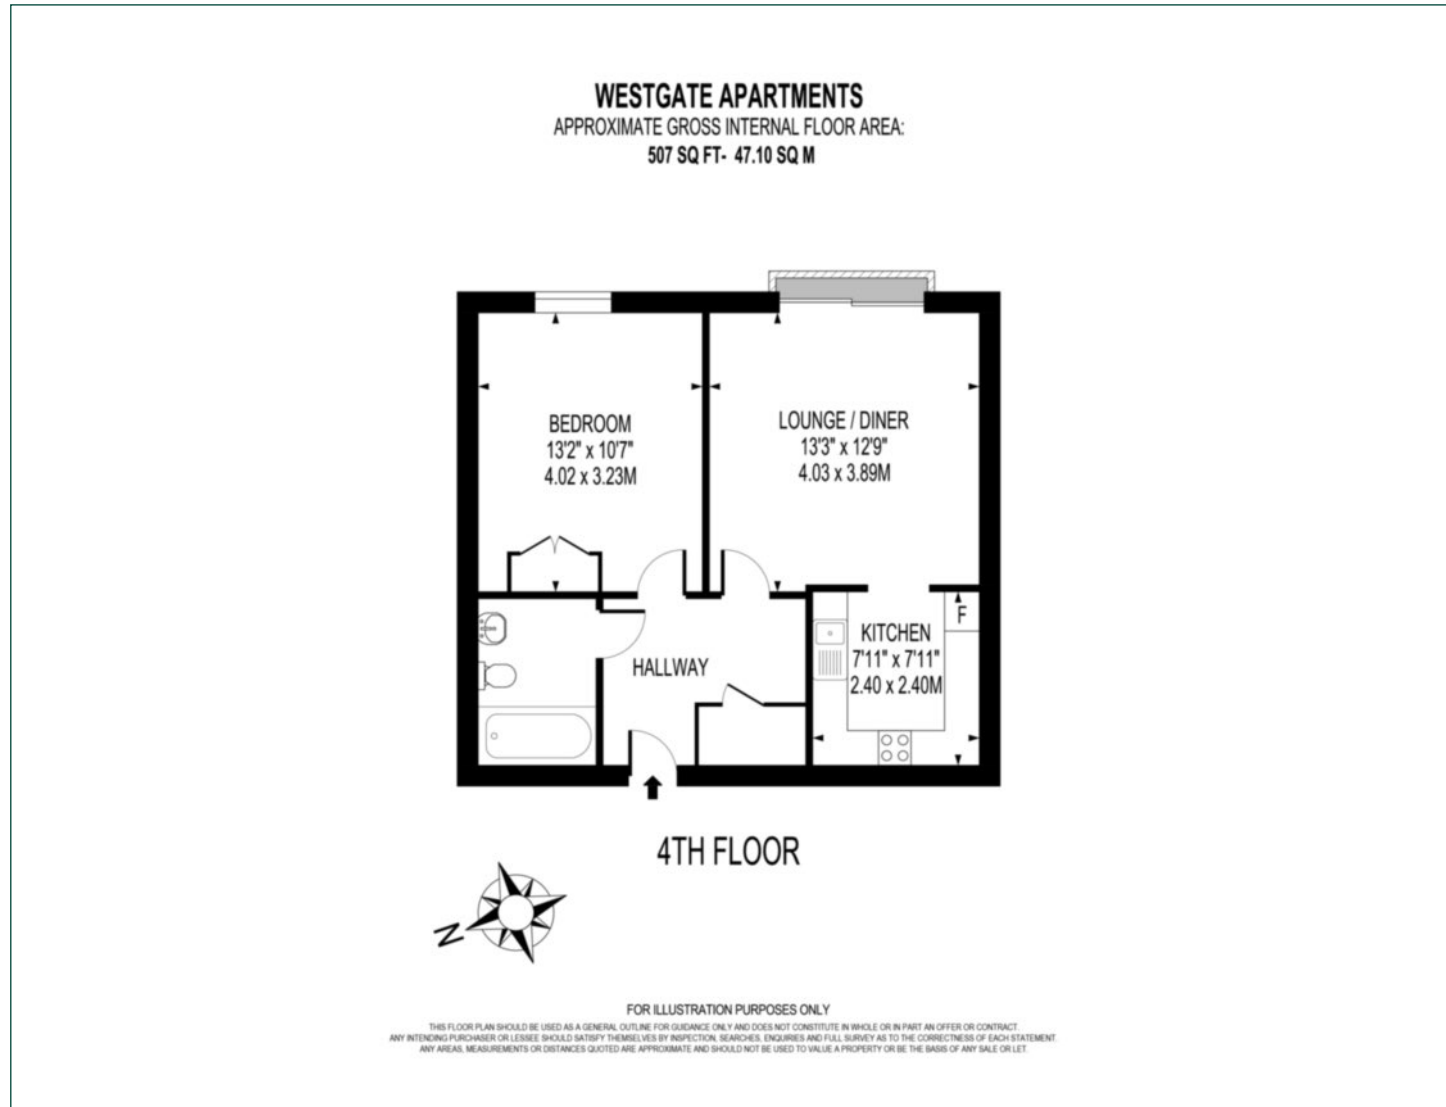 WESTGATE APARTMENTS
APPROXIMATE GROSS INTERNAL FLOOR AREA:
507 SQ FT- 47.10 SQ M
BEDROOM
13'2" x 10'7"
4.02 x 3.23M
LOUNGE / DINER
13'3" x 12'9"
4.03 x 3.89M
F
KITCHEN
7'11" x 7'11"
2.40 x 2.40M
HALLWAY
4TH FLOOR
N
FOR ILLUSTRATION PURPOSES ONLY
THIS FLOOR PLAN SHOULD BE USED AS A GENERAL OUTLINE FOR GUIDANCE ONLY AND DOES NOT CONSTITUTE IN WHOLE OR IN PART AN OFFER OR CONTRACT.
ANY INTENDING PURCHASER OR LESSEE SHOULD SATISFY THEMSELVES BY INSPECTION, SEARCHES, ENQUIRIES AND FULL SURVEY AS TO THE CORRECTNESS OF EACH STATEMENT.
ANY AREAS, MEASUREMENTS OR DISTANCES QUOTED ARE APPROXIMATE AND SHOULD NOT BE USED TO VALUE A PROPERTY OR BE THE BASIS OF ANY SALE OR LET.